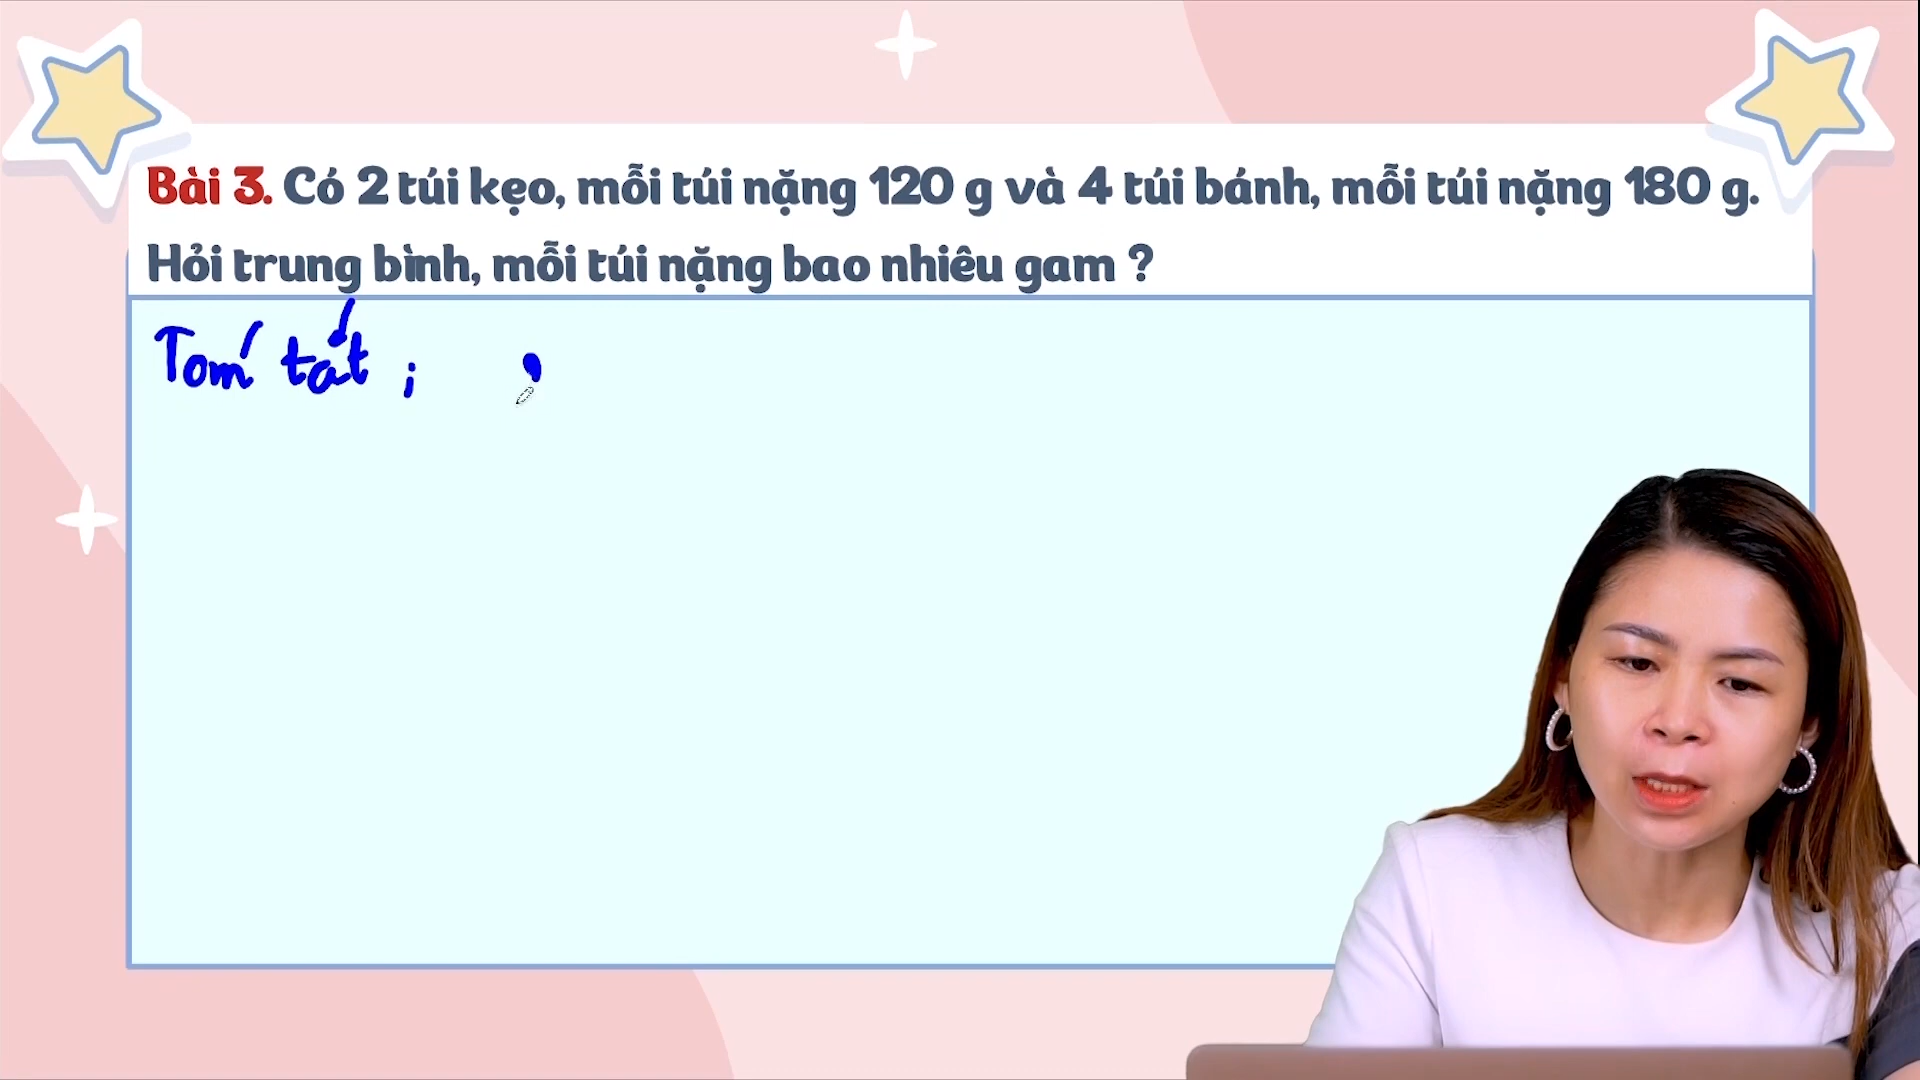 Bài 3. Có 2 túi kẹo, mỗi túi nặng 120 g và 4 túi bánh, mỗi túi nặng 180 g.
Hỏi trung bình, mỗi túi nặng bao nhiêu gam ?
Tóm tắt ;